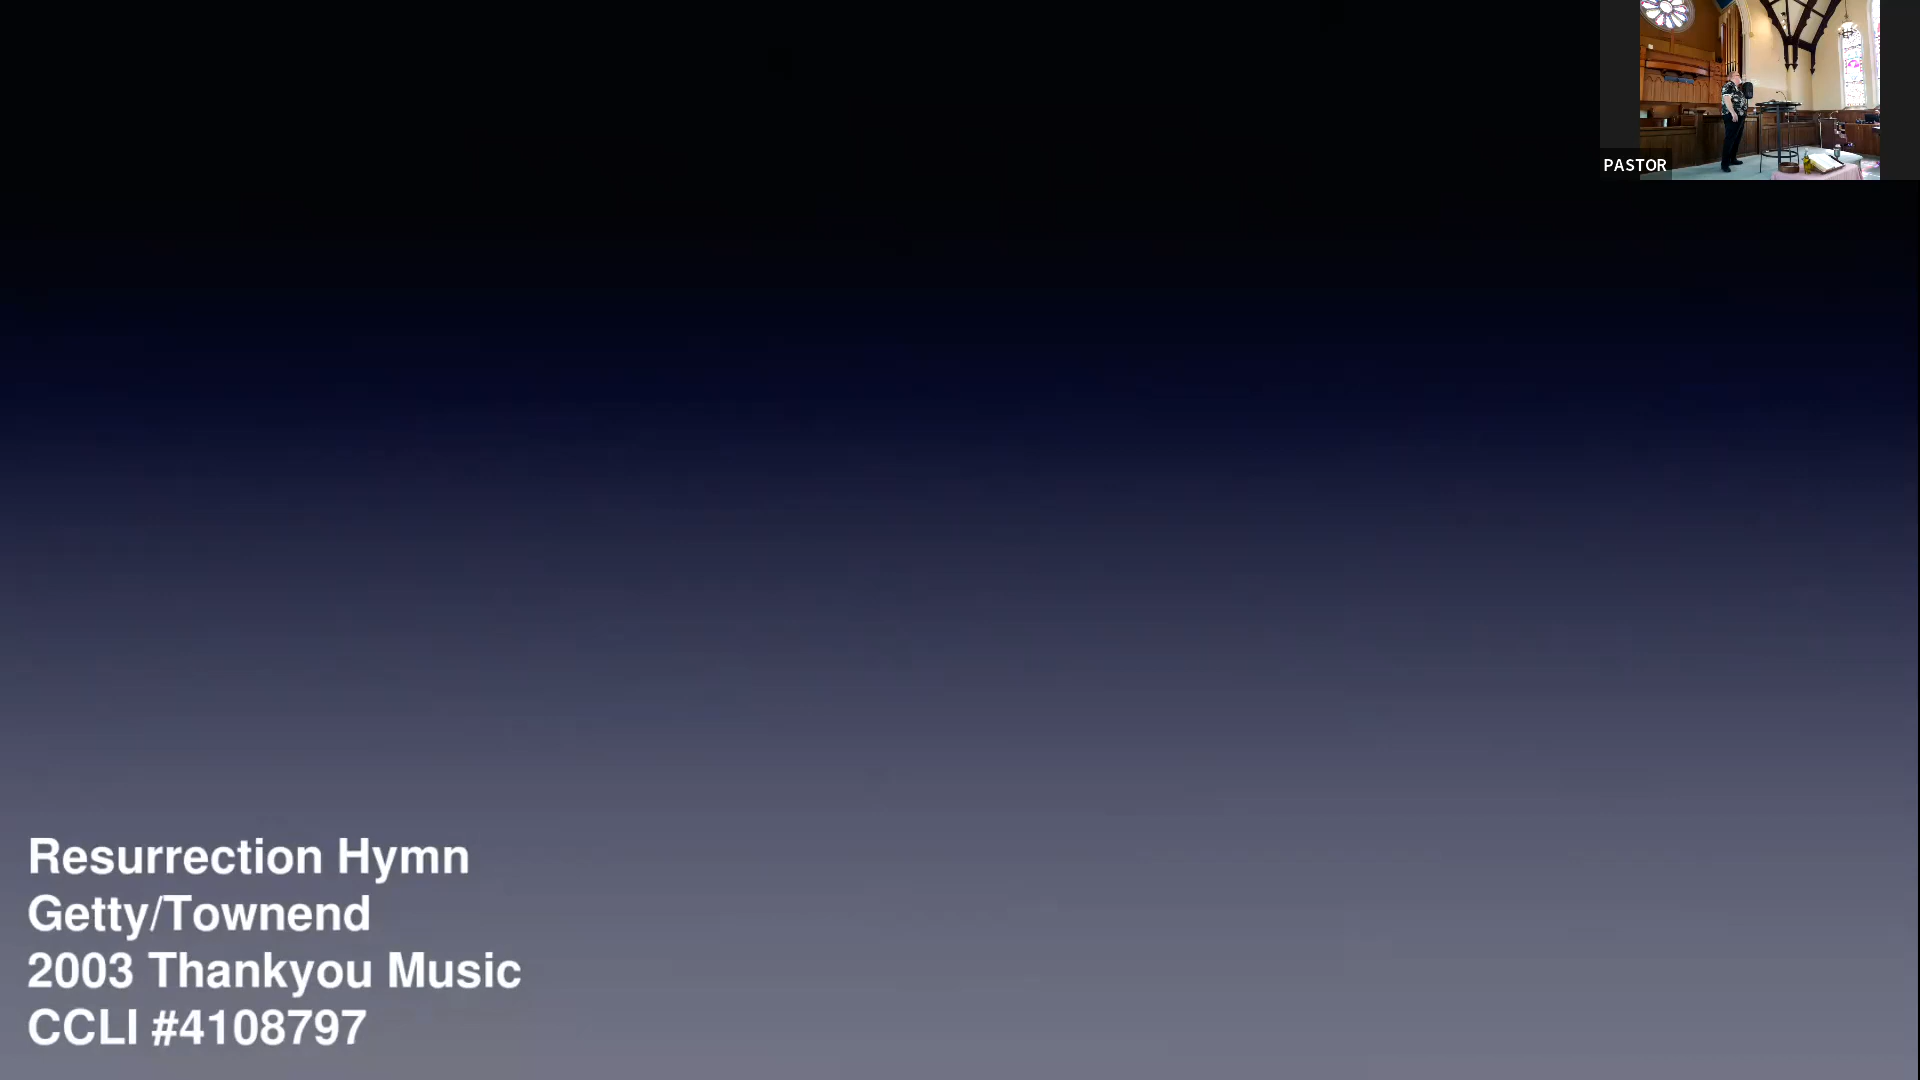 PASTOR
Resurrection Hymn
Getty/Townend
2003 Thankyou Music
CCLI #4108797